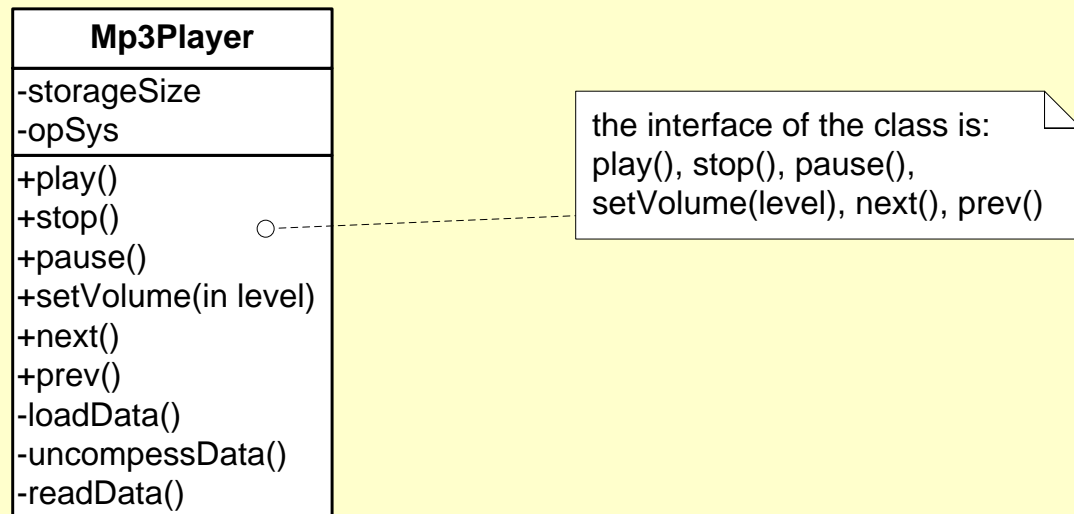 Mp3Player
-storageSize
-opSys
+play()
+stop()
+pause()
+setVolume(in level)
+next()
+prev()
-loadData()
-uncompessData()
-readData()
the interface of the class is:
play(), stop(), pause(),
setVolume(level), next(), prev()